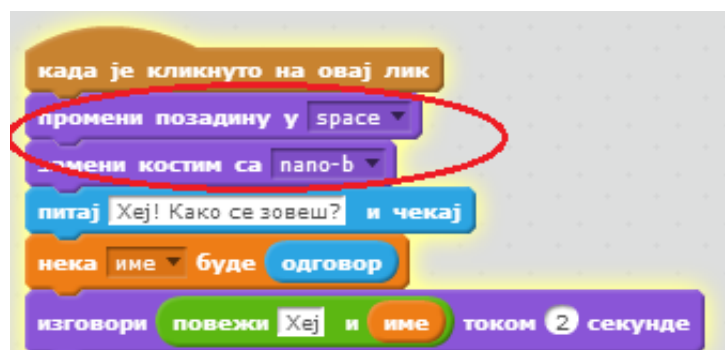 када је кликнуто на овај лик
промени позадину у space
замени костим са nano-b
питај Хеј! Како се зовеш? и чекај
нека име буде одговор
изговори повежи Хеј и име током 2 секунде